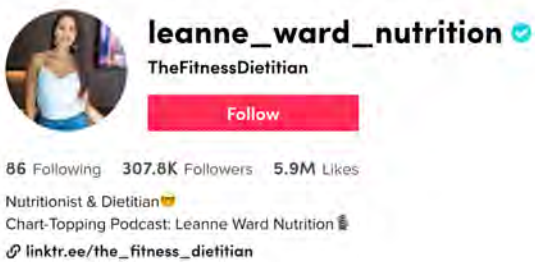 leanne_ward_nutrition
TheFitnessDietitian
Follow
86 Following 307.8K Followers 5.9M Likes
Nutritionist & Dietitian🤓
Chart-Topping Podcast: Leanne Ward Nutrition🎙
linktr.ee/the_fitness_dietitian